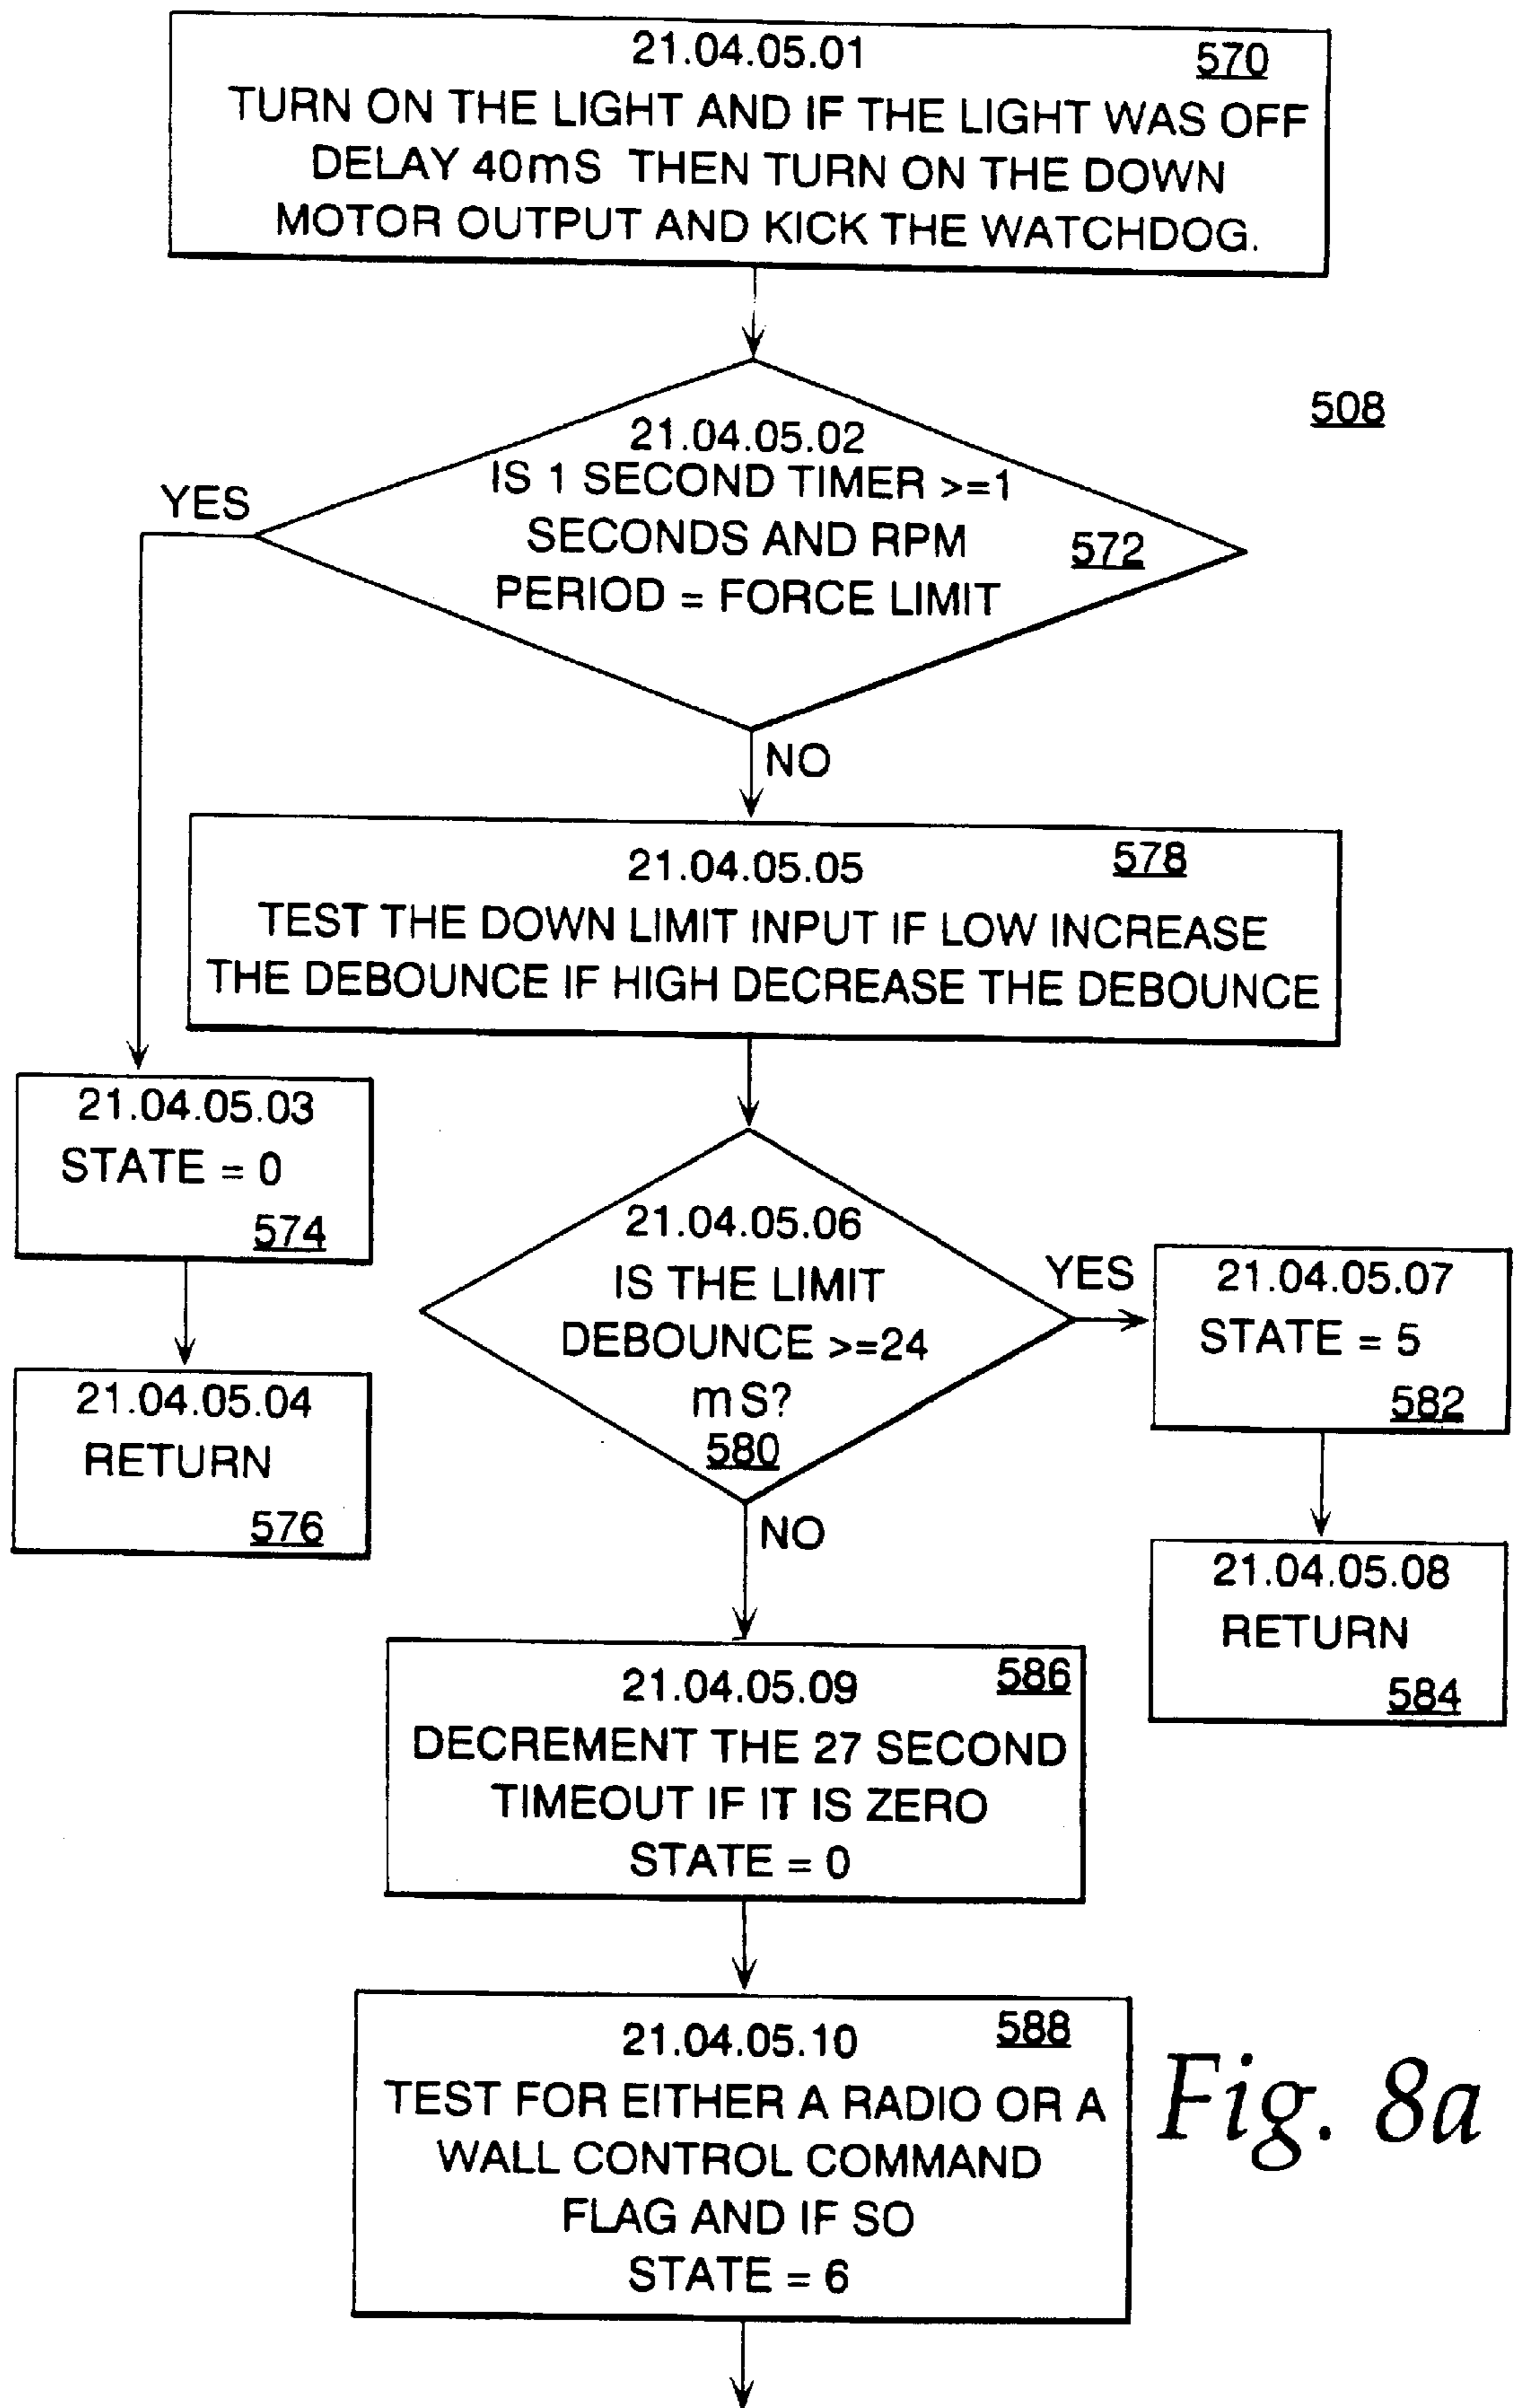 21.04.05.01 570
TURN ON THE LIGHT AND IF THE LIGHT WAS OFF
DELAY 40mS THEN TURN ON THE DOWN
MOTOR OUTPUT AND KICK THE WATCHDOG.
508
21.04.05.02
IS 1 SECOND TIMER >=1
SECONDS AND RPM
PERIOD = FORCE LIMIT
572
YES
NO
21.04.05.05 578
TEST THE DOWN LIMIT INPUT IF LOW INCREASE
THE DEBOUNCE IF HIGH DECREASE THE DEBOUNCE
21.04.05.03
STATE = 0
574
21.04.05.04
RETURN
576
21.04.05.06
IS THE LIMIT
DEBOUNCE >=24
mS?
580
YES
NO
21.04.05.07
STATE = 5
582
21.04.05.08
RETURN
584
21.04.05.09 586
DECREMENT THE 27 SECOND
TIMEOUT IF IT IS ZERO
STATE = 0
21.04.05.10 588
TEST FOR EITHER A RADIO OR A
WALL CONTROL COMMAND
FLAG AND IF SO
STATE = 6
Fig. 8a